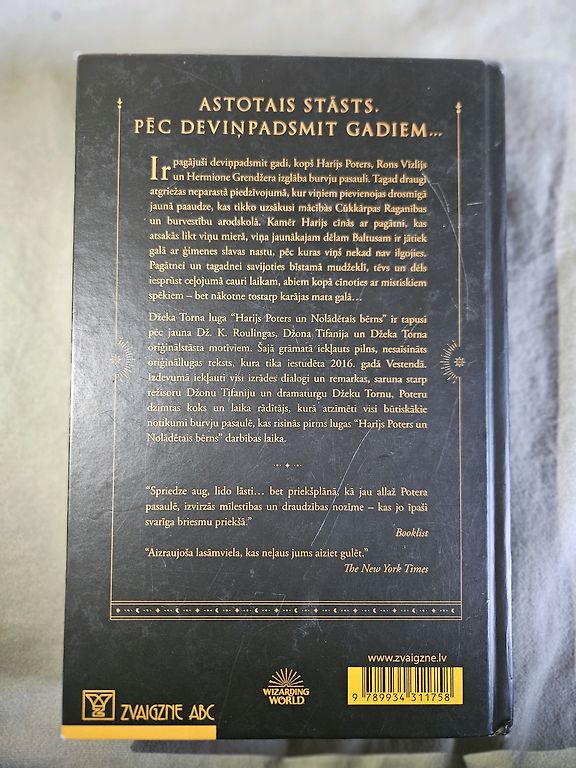 ASTOTAIS STĀSTS.
PĒC DEVIŅPADSMIT GADIEM...
Ir pagājuši deviņpadsmit gadi, kopš Harijs Poters, Rons Vīzlijs
un Hermione Grendžera izglāba burvju pasauli. Tagad draugi
atgriežas neparastā piedzīvojumā, kur viņiem pievienojas drosmīgā
jaunā paaudze, kas tikko uzsākusi mācības Cūkkārpas Raganības
un burvestību arodskolā. Kamēr Harijs cīnās ar pagātni, kas
atsakās likt viņu mierā, viņa jaunākajam dēlam Baltusam ir jātiek
galā ar ģimenes slavas nastu, pēc kuras viņš nekad nav ilgojies.
Pagātnei un tagadnei savijoties bīstamā mudžeklī, tēvs un dēls
iesprūst ceļojumā cauri laikam, abiem kopā cīnoties ar mistiskiem
spēkiem – bet nākotne tostarp karājas mata galā...
Džeka Torna luga "Harijs Poters un Nolādētais bērns" ir tapusi
pēc jauna Dž. K. Roulingas, Džona Tifanija un Džeka Torna
oriģinālstāsta motīviem. Šajā grāmatā iekļauts pilns, nesaīsināts
oriģināllugas teksts, kura tika iestudēta 2016. gadā Vestendā.
Izdevumā iekļauti visi izrādes dialogi un remarkas, saruna starp
režisoru Džonu Tifaniju un dramaturgu Džeku Tornu, Poteru
dzimtas koks un laika rādītājs, kurā atzīmēti visi būtiskākie
notikumi burvju pasaulē, kas risinās pirms lugas "Harijs Poters un
Nolādētais bērns" darbības laika.
"Spriedze aug, lido lāsti... bet priekšplānā, kā jau allaž Potera
pasaulē, izvirzās mīlestības un draudzības nozīme – kas jo īpaši
svarīga briesmu priekšā."
Booklist
"Aizraujoša lasāmviela, kas neļaus jums aiziet gulēt."
The New York Times
www.zvaigzne.lv
9 789934 311758
ZVAIGZNE ABC
WIZARDING
WORLD